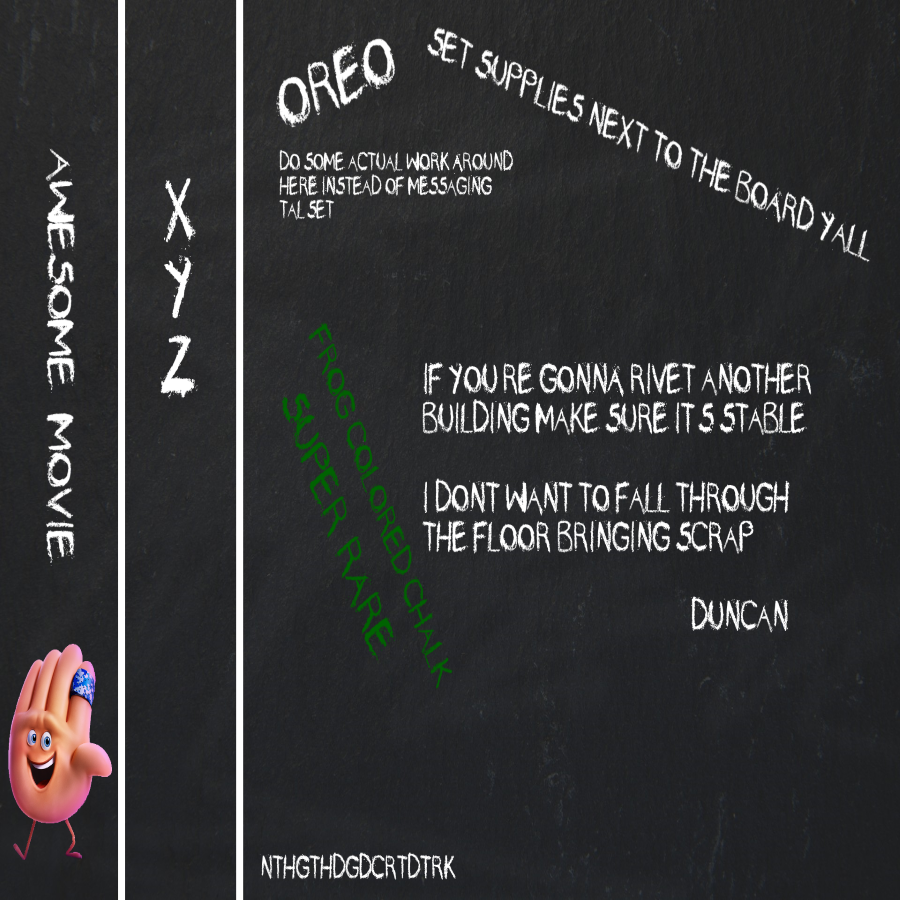 AWESOME MOVIE
X
Y
Z
OREO
SET SUPPLIES NEXT TO THE BOARD YALL
DO SOME ACTUAL WORK AROUND
HERE INSTEAD OF MESSAGING
TAL SET
FROG COLORED CHALK
SUPER RARE
IF YOU RE GONNA RIVET ANOTHER
BUILDING MAKE SURE IT S STABLE
I DONT WANT TO FALL THROUGH
THE FLOOR BRINGING SCRAP
DUNCAN
NTHGTHDGDCRTDTRK